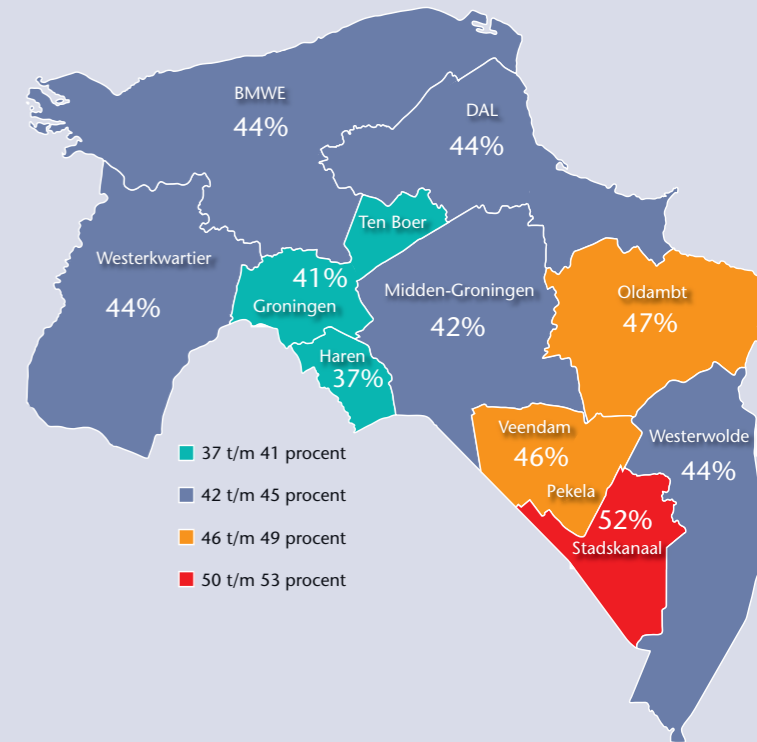 BMWE
44%
DAL
44%
Ten Boer
Westerkwartier
44%
41%
Groningen
Midden-Groningen
42%
Oldambt
47%
Haren
37%
Veendam
46%
Pekela
Westerwolde
44%
52%
Stadskanaal
37 t/m 41 procent
42 t/m 45 procent
46 t/m 49 procent
50 t/m 53 procent